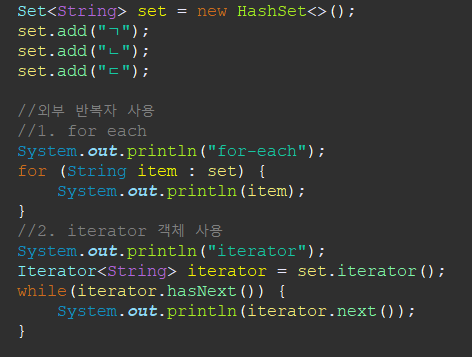 Set<String> set = new HashSet<>();
set.add("ㄱ");
set.add("ㄴ");
set.add("ㄷ");
//외부 반복자 사용
//1. for each
System.out.println("for-each");
for (String item : set) {
System.out.println(item);
}
//2. iterator 객체 사용
System.out.println("iterator");
Iterator<String> iterator = set.iterator();
while(iterator.hasNext()) {
System.out.println(iterator.next());
}